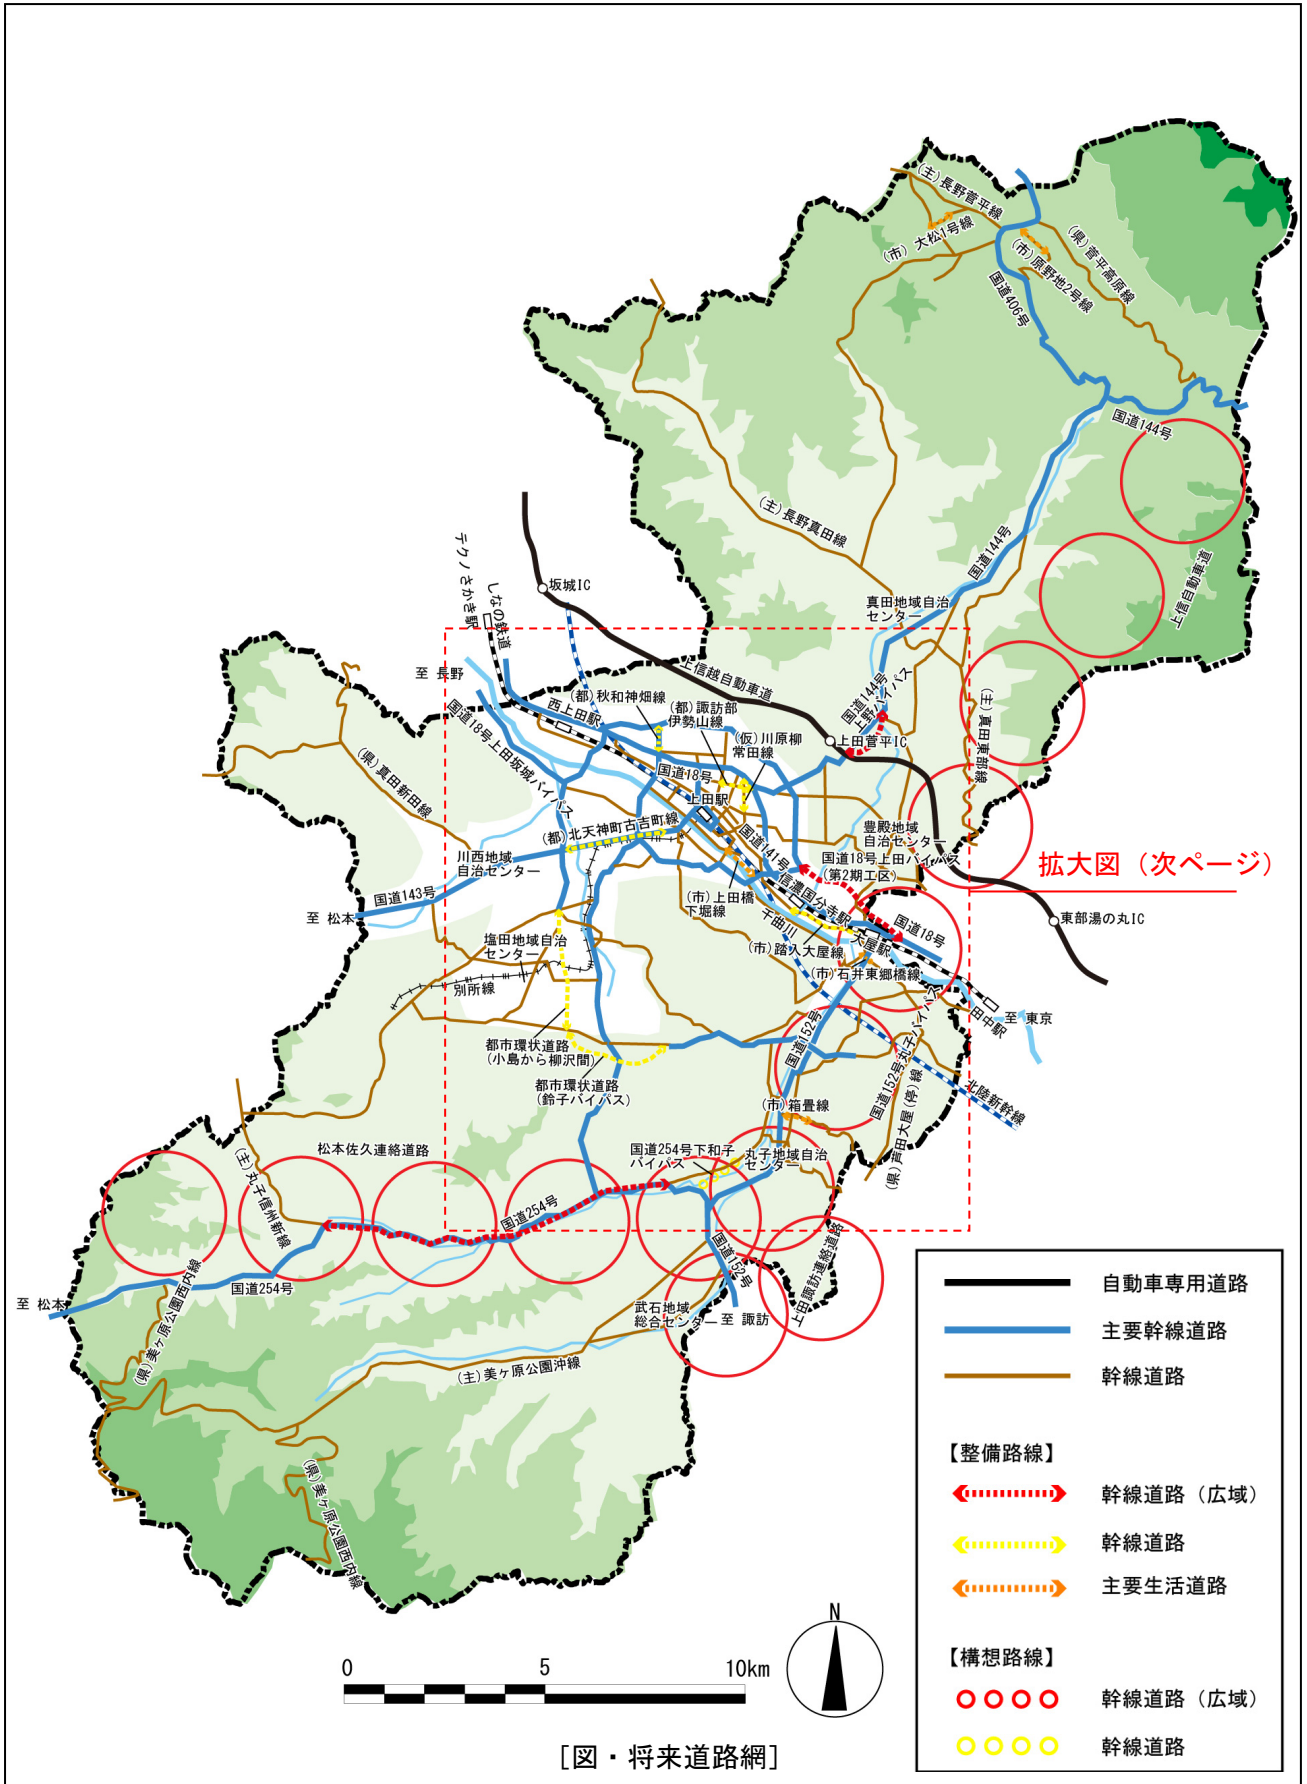 (主)長野菅平線
(市) 大松1号線
(市)原野地2号線
(県)菅平高原線
国道406号
国道144号
(主)長野真田線
国道144号
上信自動車道
テクノさかき駅
しなの鉄道
坂城IC
真田地域自治
センター
至 長野
上信越自動車道
国道144号
上野バイパス
(主)真田東部線
国道18号上田坂城バイパス
西上田駅
(都)秋和神畑線
(都)諏訪部
伊勢山線
(仮)川原柳
常田線
上田菅平IC
(県)真田新田線
国道18号
上田駅
(都)北天神町古吉町線
国道141号
豊殿地域
自治センター
国道18号上田バイパス
(第2期工区)
拡大図(次ページ)
川西地域
自治センター
国道143号
至 松本
(市)上田橋
下堀線
信濃国分寺駅
千曲川
国道18号
東部湯の丸IC
塩田地域自治
センター
(市)踏入大屋線
大屋駅
(市)石井東郷橋線
別所線
田中駅
至 東京
都市環状道路
(小島から柳沢間)
国道152号
国道152号丸子バイパス
都市環状道路
(鈴子バイパス)
(市)箱畳線
(県)芦田大屋(停)線
北陸新幹線
松本佐久連絡道路
(主)丸子信州新線
国道254号下和子
バイパス
丸子地域自治
センター
国道254号
国道254号
至 松本
(県)美ヶ原公園西内線
国道152号
上田諏訪連絡道路
武石地域
総合センター
至 諏訪
(主)美ヶ原公園沖線
(県)美ヶ原公園西内線
自動車専用道路
主要幹線道路
幹線道路
【整備路線】
幹線道路(広域)
幹線道路
主要生活道路
【構想路線】
幹線道路(広域)
幹線道路
N
0 5 10km
[図・将来道路網]